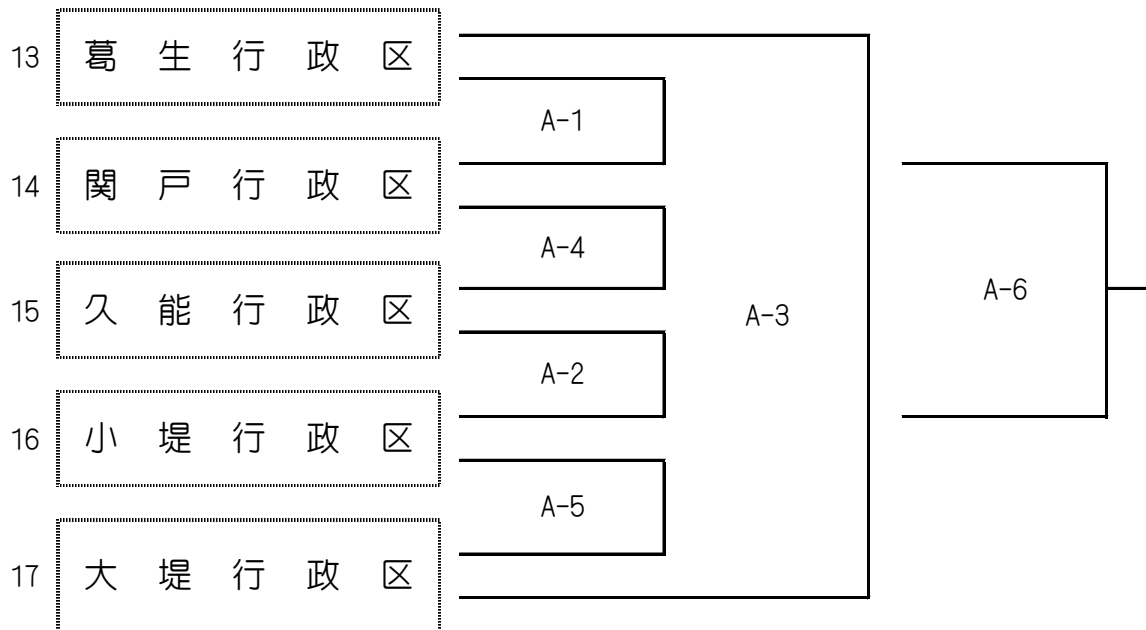 13 葛生行政区
A-1
14 関戸行政区
A-4
15 久能行政区
A-3
A-6
A-2
16 小堤行政区
A-5
17 大堤行政区